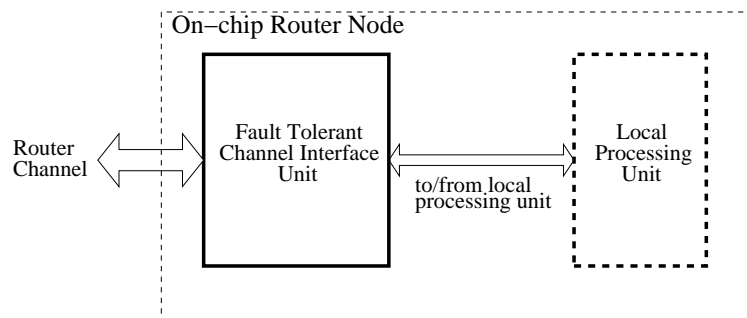 On−chip Router Node
Router
Channel
Fault Tolerant
Channel Interface
Unit
to/from local
processing unit
Local
Processing
Unit